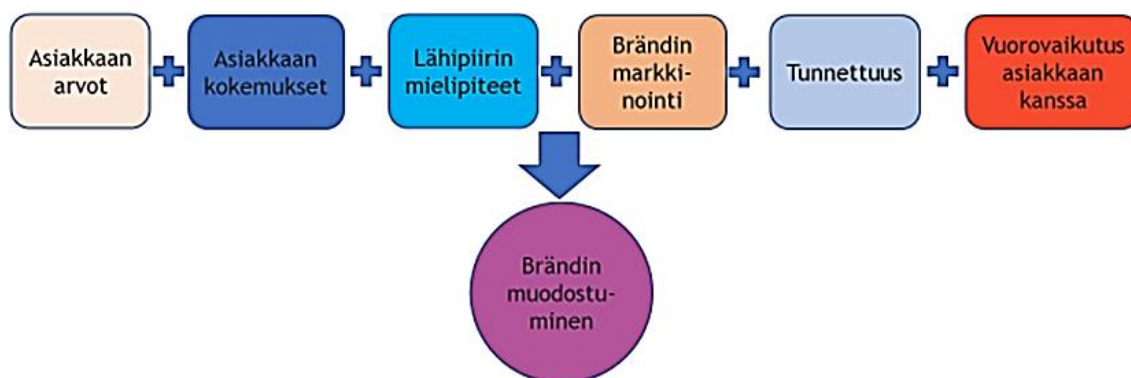 Asiakkaan
arvot
Asiakkaan
kokemukset
Lähipiirin
mielipiteet
Brändin
markki-
nointi
Tunnettuus
Vuorovaikutus
asiakkaan
kanssa
Brändin
muodostu-
minen